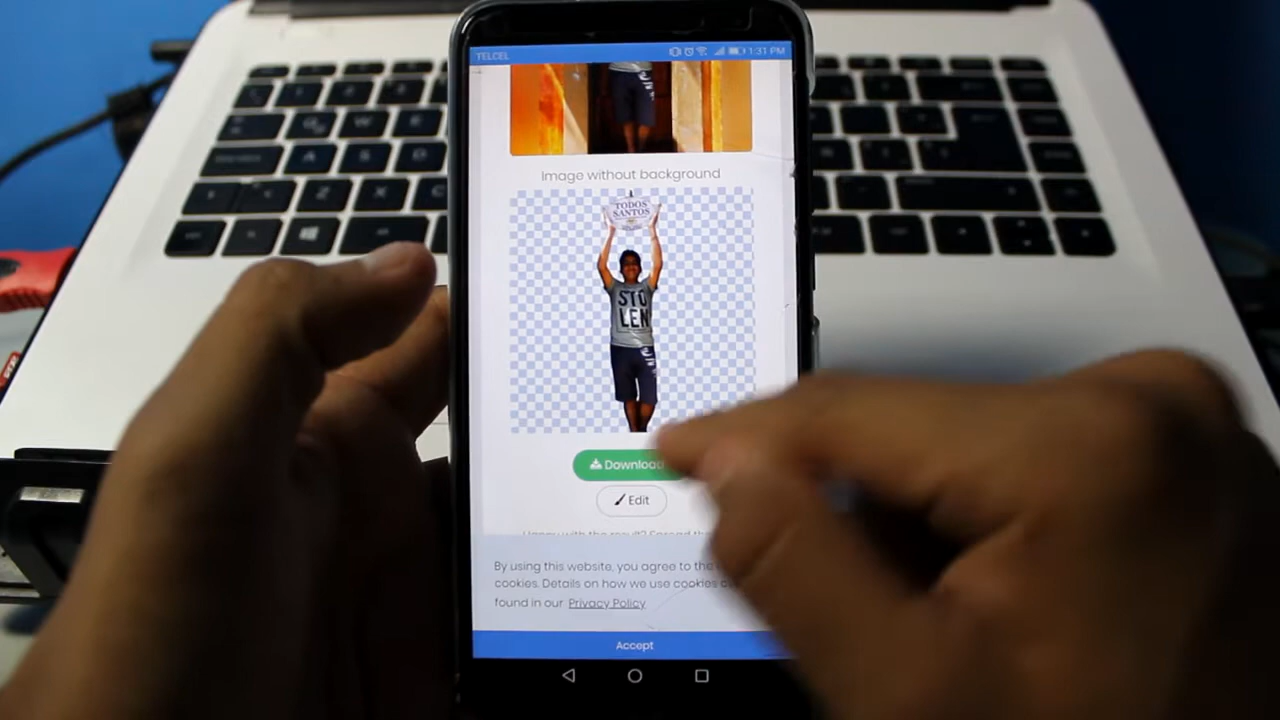 TELCEL
1:31 PM
Image without background
TODOS
SANTOS
STO
LEN
Download
Edit
By using this website, you agree to the
cookies. Details on how we use cookies
found in our Privacy Policy
Accept
Q W E
A S D
Z X C